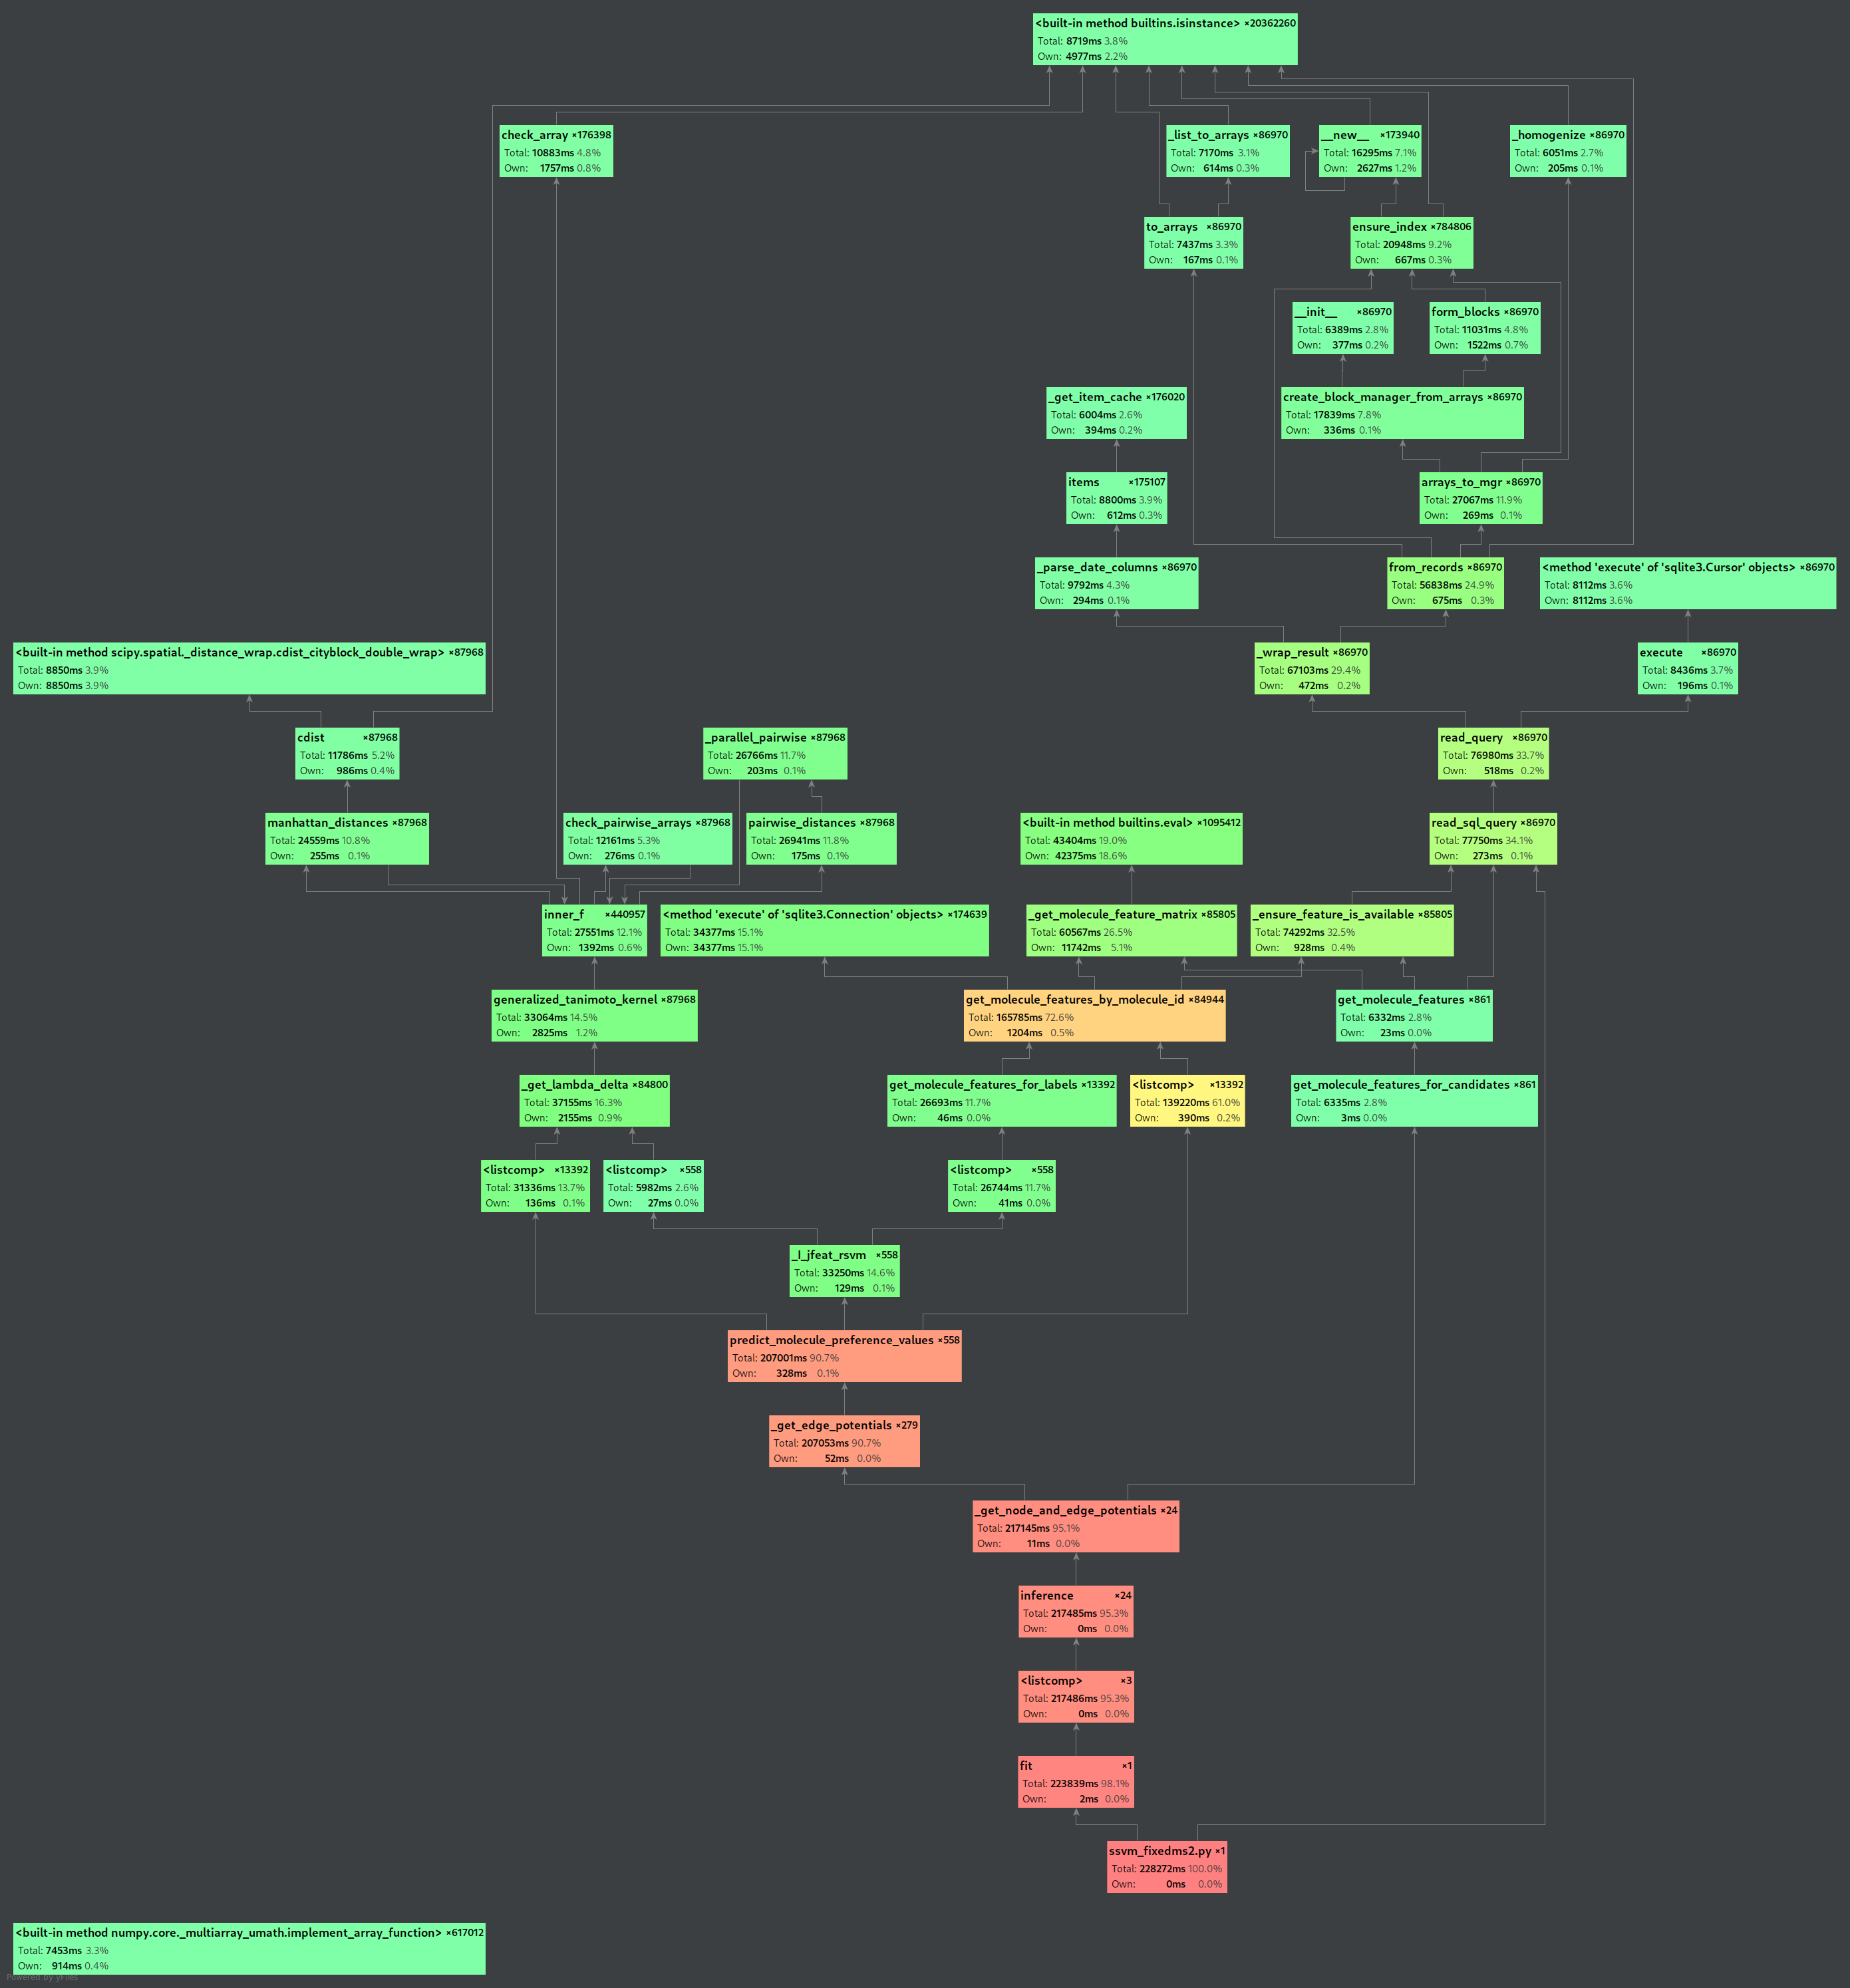 <built-in method builtins.isinstance> ×20362260
Total: 8719ms 3.8%
Own: 4977ms 2.2%
check_array ×176398
Total: 10883ms 4.8%
Own: 1757ms 0.8%
_list_to_arrays ×86970
Total: 7170ms 3.1%
Own: 614ms 0.3%
__new__ ×173940
Total: 16295ms 7.1%
Own: 2627ms 1.2%
_homogenize ×86970
Total: 6051ms 2.7%
Own: 205ms 0.1%
to_arrays ×86970
Total: 7437ms 3.3%
Own: 167ms 0.1%
ensure_index ×784806
Total: 20948ms 9.2%
Own: 667ms 0.3%
__init__ ×86970
Total: 6389ms 2.8%
Own: 377ms 0.2%
form_blocks ×86970
Total: 11031ms 4.8%
Own: 1522ms 0.7%
_get_item_cache ×176020
Total: 6004ms 2.6%
Own: 394ms 0.2%
create_block_manager_from_arrays ×86970
Total: 17839ms 7.8%
Own: 336ms 0.1%
items ×175107
Total: 8800ms 3.9%
Own: 612ms 0.3%
arrays_to_mgr ×86970
Total: 27067ms 11.9%
Own: 269ms 0.1%
_parse_date_columns ×86970
Total: 9792ms 4.3%
Own: 294ms 0.1%
from_records ×86970
Total: 56838ms 24.9%
Own: 675ms 0.3%
<method 'execute' of 'sqlite3.Cursor' objects> ×86970
Total: 8112ms 3.6%
Own: 8112ms 3.6%
<built-in method scipy.spatial._distance_wrap.cdist_cityblock_double_wrap> ×87968
Total: 8850ms 3.9%
Own: 8850ms 3.9%
_wrap_result ×86970
Total: 67103ms 29.4%
Own: 472ms 0.2%
execute ×86970
Total: 8436ms 3.7%
Own: 196ms 0.1%
cdist ×87968
Total: 11786ms 5.2%
Own: 986ms 0.4%
_parallel_pairwise ×87968
Total: 26766ms 11.7%
Own: 203ms 0.1%
read_query ×86970
Total: 76980ms 33.7%
Own: 518ms 0.2%
manhattan_distances ×87968
Total: 24559ms 10.8%
Own: 255ms 0.1%
check_pairwise_arrays ×87968
Total: 12161ms 5.3%
Own: 276ms 0.1%
pairwise_distances ×87968
Total: 26941ms 11.8%
Own: 175ms 0.1%
<built-in method builtins.eval> ×1095412
Total: 43404ms 19.0%
Own: 42375ms 18.6%
read_sql_query ×86970
Total: 77750ms 34.1%
Own: 273ms 0.1%
inner_f ×440957
Total: 27551ms 12.1%
Own: 1392ms 0.6%
<method 'execute' of 'sqlite3.Connection' objects> ×174639
Total: 34377ms 15.1%
Own: 34377ms 15.1%
_get_molecule_feature_matrix ×85805
Total: 60567ms 26.5%
Own: 11742ms 5.1%
_ensure_feature_is_available ×85805
Total: 74292ms 32.5%
Own: 928ms 0.4%
generalized_tanimoto_kernel ×87968
Total: 33064ms 14.5%
Own: 2825ms 1.2%
get_molecule_features_by_molecule_id ×84944
Total: 165785ms 72.6%
Own: 1204ms 0.5%
get_molecule_features ×861
Total: 6332ms 2.8%
Own: 23ms 0.0%
_get_lambda_delta ×84800
Total: 37155ms 16.3%
Own: 2155ms 0.9%
get_molecule_features_for_labels ×13392
Total: 26693ms 11.7%
Own: 46ms 0.0%
<listcomp> ×13392
Total: 139220ms 61.0%
Own: 390ms 0.2%
get_molecule_features_for_candidates ×861
Total: 6335ms 2.8%
Own: 3ms 0.0%
<listcomp> ×13392
Total: 31336ms 13.7%
Own: 136ms 0.1%
<listcomp> ×558
Total: 5982ms 2.6%
Own: 27ms 0.0%
<listcomp> ×558
Total: 26744ms 11.7%
Own: 41ms 0.0%
_I_jfeat_rsvm ×558
Total: 33250ms 14.6%
Own: 129ms 0.1%
predict_molecule_preference_values ×558
Total: 207001ms 90.7%
Own: 328ms 0.1%
_get_edge_potentials ×279
Total: 207053ms 90.7%
Own: 52ms 0.0%
_get_node_and_edge_potentials ×24
Total: 217145ms 95.1%
Own: 11ms 0.0%
inference ×24
Total: 217485ms 95.3%
Own: 0ms 0.0%
<listcomp> ×3
Total: 217486ms 95.3%
Own: 0ms 0.0%
fit ×1
Total: 223839ms 98.1%
Own: 2ms 0.0%
ssvm_fixedms2.py ×1
Total: 228272ms 100.0%
Own: 0ms 0.0%
<built-in method numpy.core._multiarray_umath.implement_array_function> ×617012
Total: 7453ms 3.3%
Own: 914ms 0.4%
Powered by yFiles